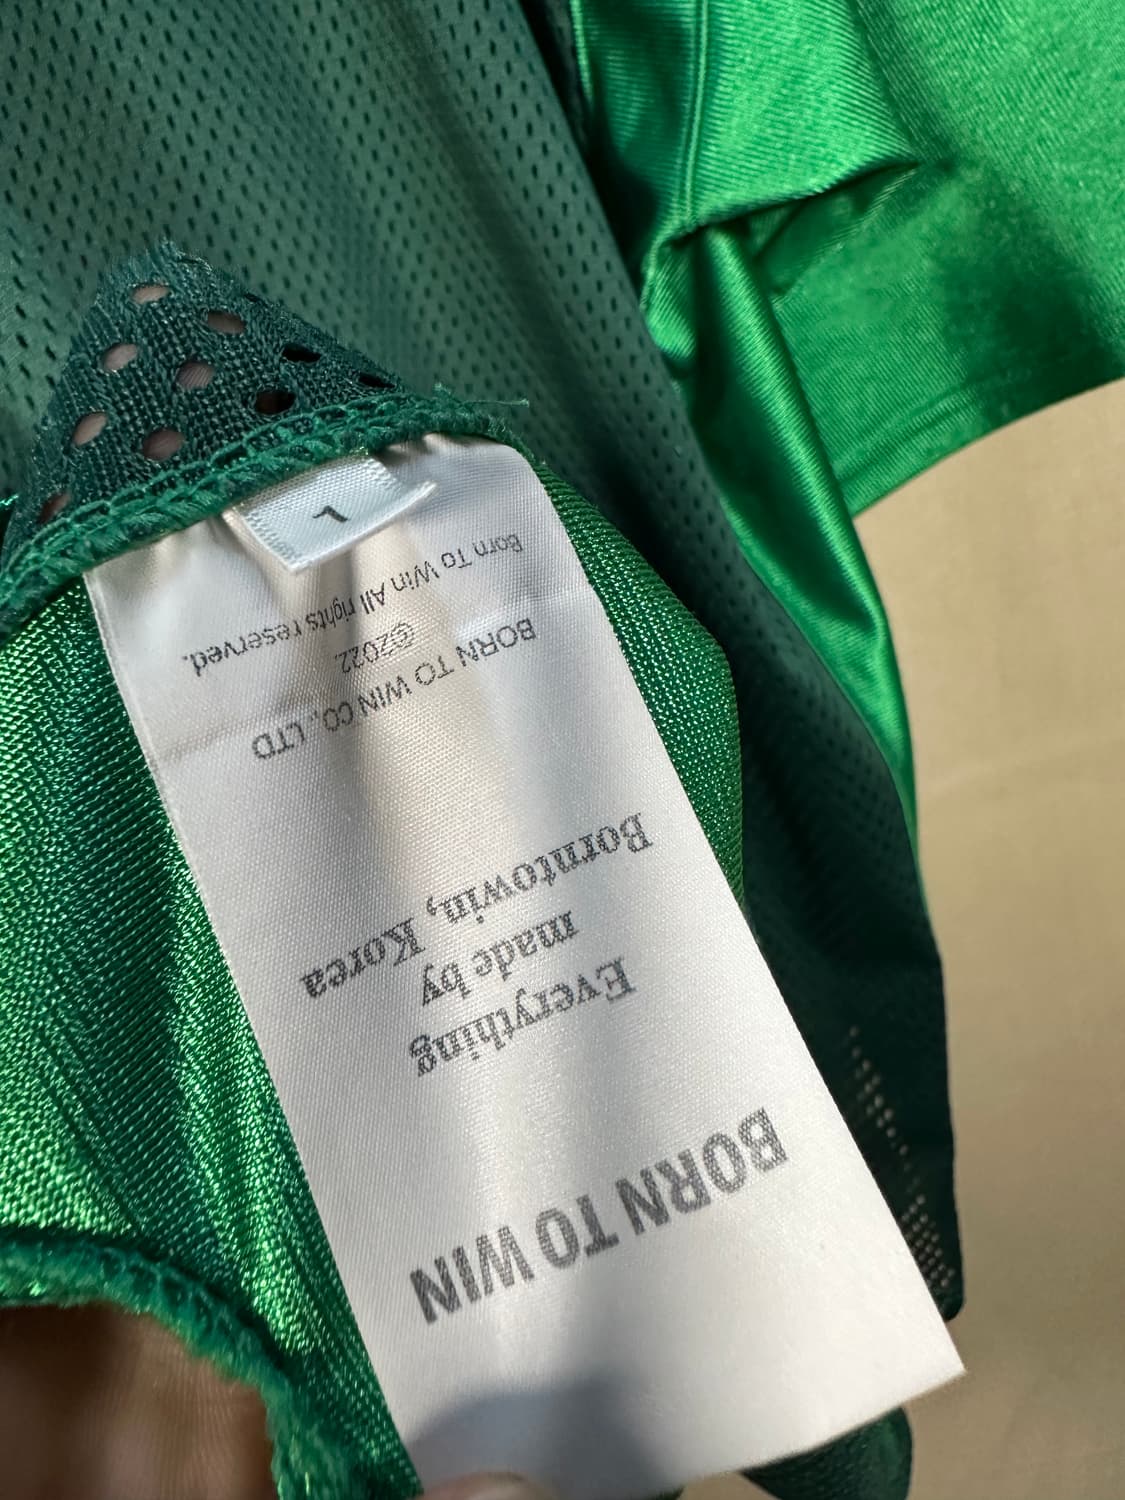 BORN TO WIN
Everything
made by
Borntowin, Korea
BORN TO WIN CO., LTD
©2022.
Born To Win All rights reserved.